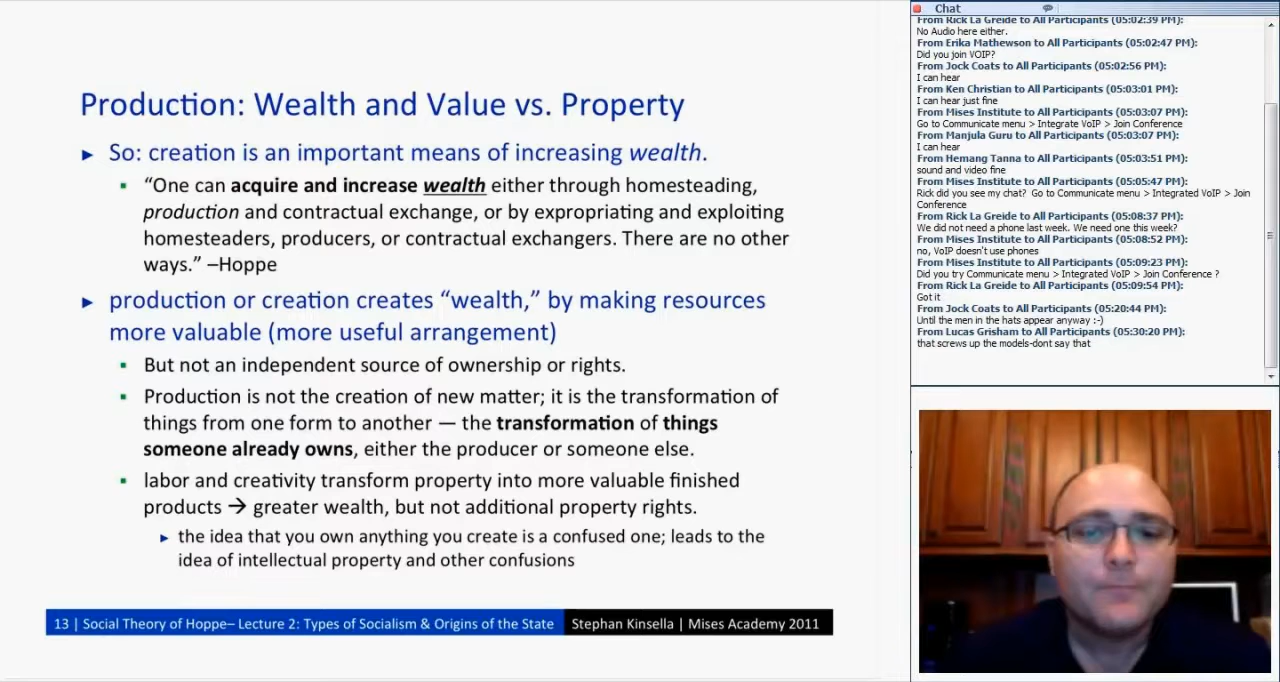 Production: Wealth and Value vs. Property
► So: creation is an important means of increasing wealth.
▪ “One can acquire and increase wealth either through homesteading,
production and contractual exchange, or by expropriating and exploiting
homesteaders, producers, or contractual exchangers. There are no other
ways.” –Hoppe
► production or creation creates “wealth,” by making resources
more valuable (more useful arrangement)
▪ But not an independent source of ownership or rights.
▪ Production is not the creation of new matter; it is the transformation of
things from one form to another — the transformation of things
someone already owns, either the producer or someone else.
▪ labor and creativity transform property into more valuable finished
products → greater wealth, but not additional property rights.
► the idea that you own anything you create is a confused one; leads to the
idea of intellectual property and other confusions
13 | Social Theory of Hoppe– Lecture 2: Types of Socialism & Origins of the State
Stephan Kinsella | Mises Academy 2011
Chat
From Rick La Greide to All Participants (05:02:39 PM):
No Audio here either.
From Erika Mathewson to All Participants (05:02:47 PM):
Did you join VOIP?
From Jock Coats to All Participants (05:02:56 PM):
I can hear
From Ken Christian to All Participants (05:03:01 PM):
I can hear just fine
From Mises Institute to All Participants (05:03:07 PM):
Go to Communicate menu > Integrate VoIP > Join Conference
From Manjula Guru to All Participants (05:03:07 PM):
I can hear
From Hemang Tanna to All Participants (05:03:51 PM):
sound and video fine
From Mises Institute to All Participants (05:05:47 PM):
Rick did you see my chat? Go to Communicate menu > Integrated VoIP > Join
Conference
From Rick La Greide to All Participants (05:08:37 PM):
We did not need a phone last week. We need one this week?
From Mises Institute to All Participants (05:08:52 PM):
no, VoIP doesn't use phones
From Mises Institute to All Participants (05:09:23 PM):
Did you try Communicate menu > Integrated VoIP > Join Conference ?
From Rick La Greide to All Participants (05:09:54 PM):
Got it
From Jock Coats to All Participants (05:20:44 PM):
Until the men in the hats appear anyway :-)
From Lucas Grisham to All Participants (05:30:20 PM):
that screws up the models-dont say that